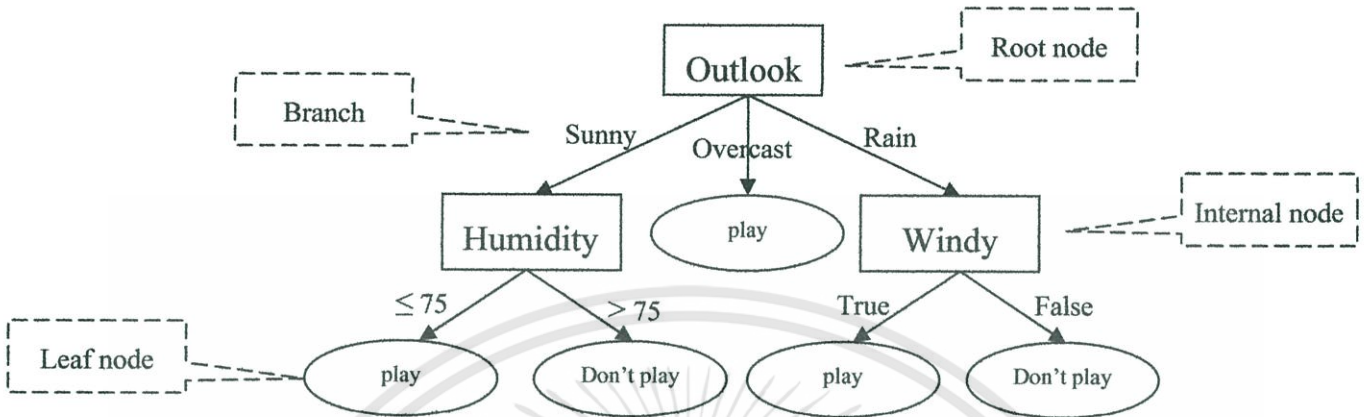 Root node
Outlook
Branch
Sunny
Overcast
Rain
Internal node
Humidity
play
Windy
≤ 75
> 75
True
False
Leaf node
play
Don't play
play
Don't play